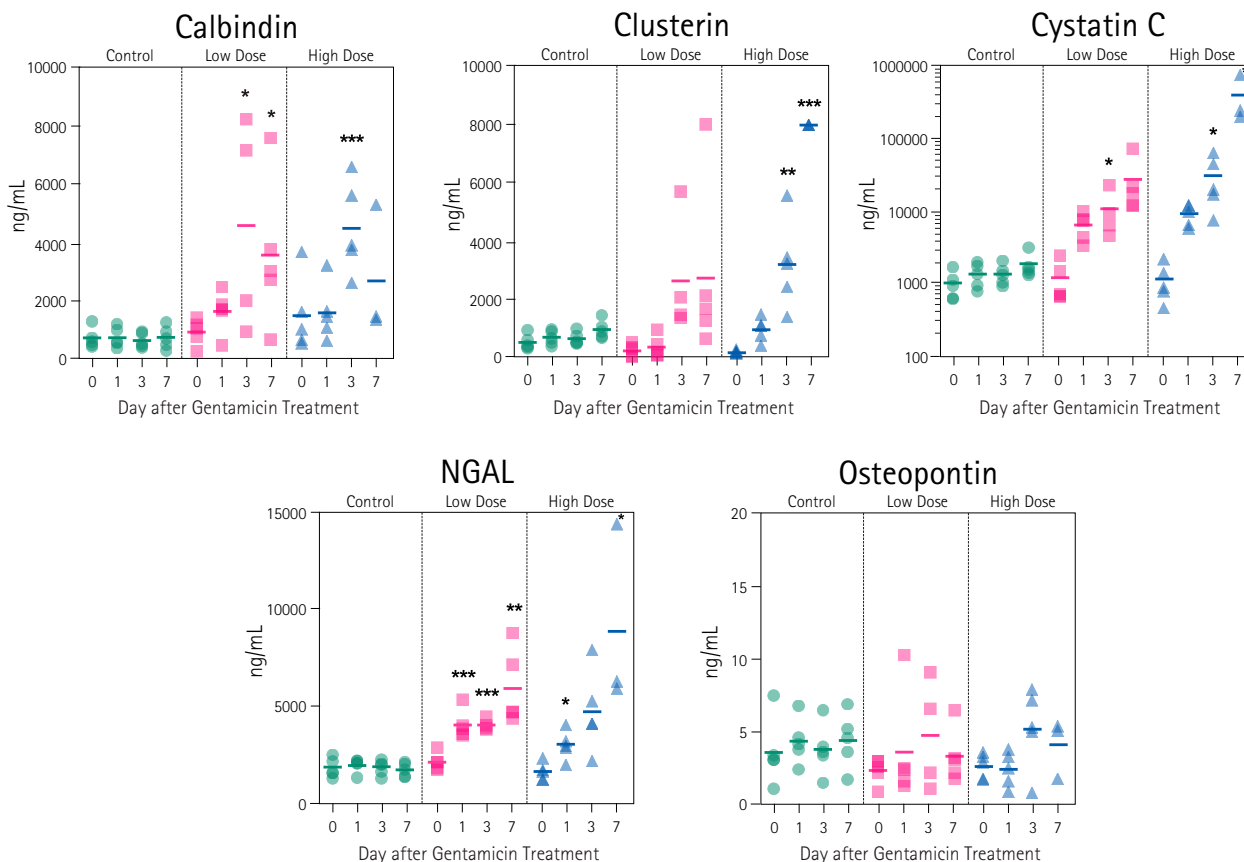 Calbindin
Control Low Dose High Dose
10000
*
*
8000
***
6000
4000
2000
0
ng/mL
0 1 3 7 0 1 3 7 0 1 3 7
Day after Gentamicin Treatment
Clusterin
Control Low Dose High Dose
10000
***
8000
**
6000
4000
2000
0
ng/mL
0 1 3 7 0 1 3 7 0 1 3 7
Day after Gentamicin Treatment
Cystatin C
Control Low Dose High Dose
1000000
100000
*
*
10000
1000
100
ng/mL
0 1 3 7 0 1 3 7 0 1 3 7
Day after Gentamicin Treatment
NGAL
Control Low Dose High Dose
15000
*
10000
**
***
***
*
5000
0
ng/mL
0 1 3 7 0 1 3 7 0 1 3 7
Day after Gentamicin Treatment
Osteopontin
Control Low Dose High Dose
20
15
10
5
0
ng/mL
0 1 3 7 0 1 3 7 0 1 3 7
Day after Gentamicin Treatment